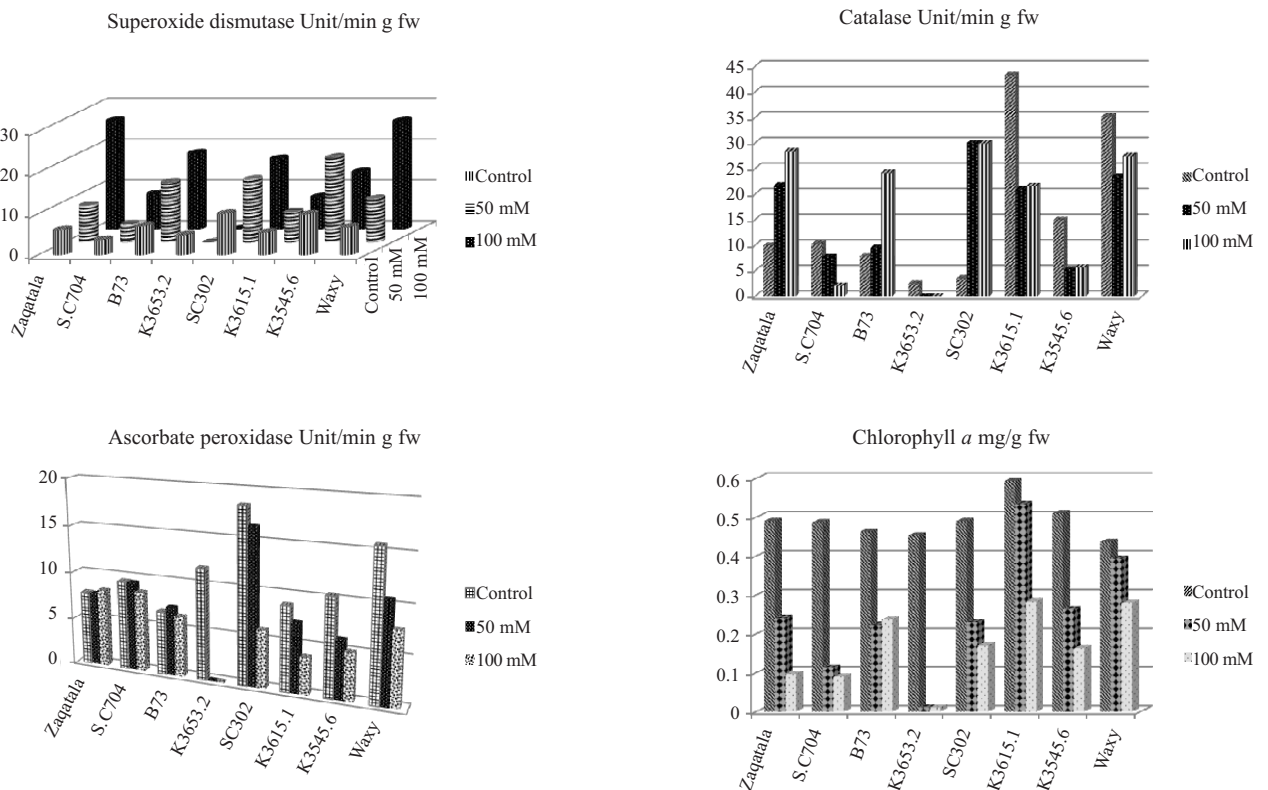 Superoxide dismutase Unit/min g fw
30
20
10
0
Zaqatala
S.C704
B73
K3653.2
SC302
K3615.1
K3545.6
Waxy
Control
50 mM
100 mM
Control
50 mM
100 mM
Catalase Unit/min g fw
45
40
35
30
25
20
15
10
5
0
Zaqatala
S.C704
B73
K3653.2
SC302
K3615.1
K3545.6
Waxy
Control
50 mM
100 mM
Ascorbate peroxidase Unit/min g fw
20
15
10
5
0
Zaqatala
S.C704
B73
K3653.2
SC302
K3615.1
K3545.6
Waxy
Control
50 mM
100 mM
Chlorophyll a mg/g fw
0.6
0.5
0.4
0.3
0.2
0.1
0
Zaqatala
S.C704
B73
K3653.2
SC302
K3615.1
K3545.6
Waxy
Control
50 mM
100 mM